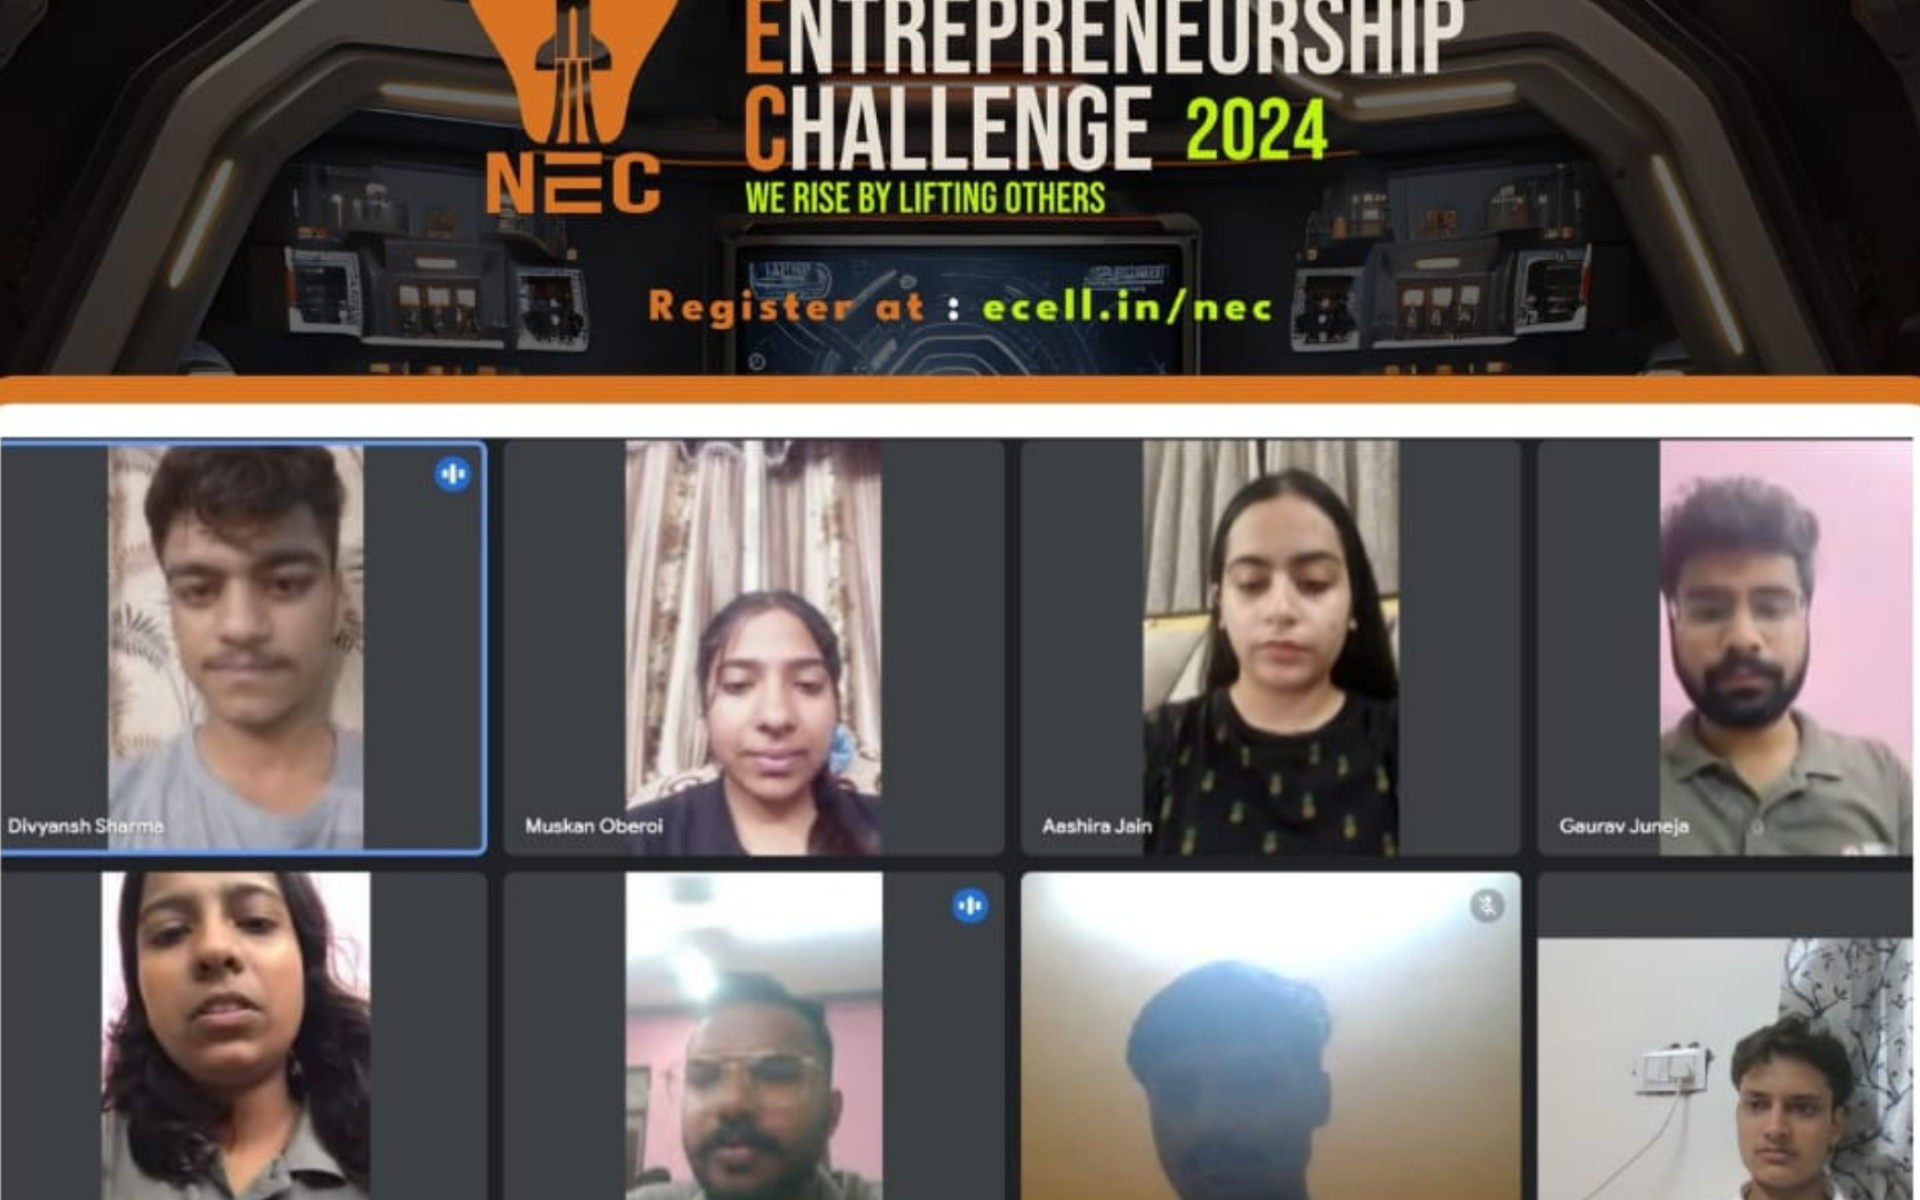 ENTREPRENEURSHIP
CHALLENGE 2024
NEC
WE RISE BY LIFTING OTHERS
Register at : ecell.in/nec
Divyansh Sharma
Muskan Oberoi
Aashira Jain
Gaurav Juneja